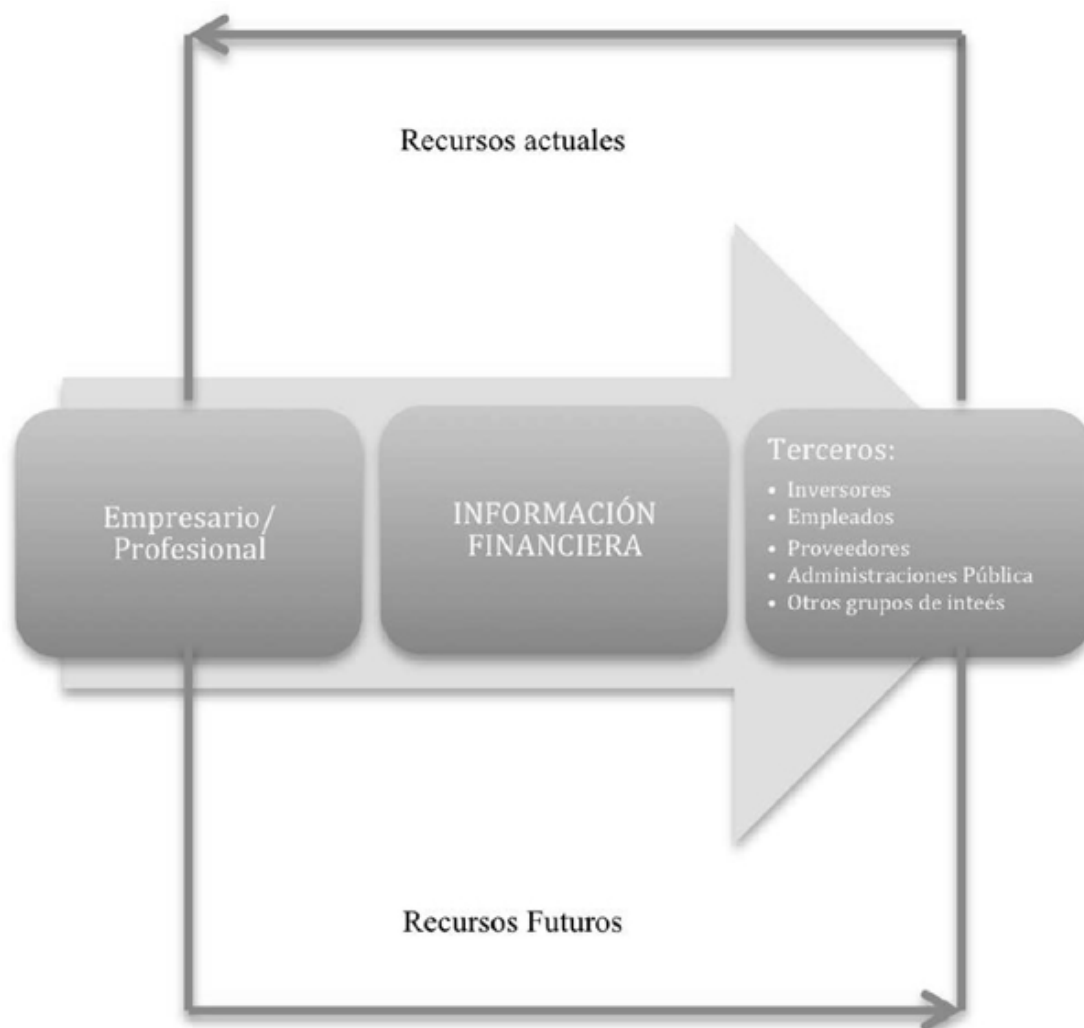 Recursos actuales
Empresario/
Profesional
INFORMACIÓN
FINANCIERA
Terceros:
• Inversores
• Empleados
• Proveedores
• Administraciones Pública
• Otros grupos de inteés
Recursos Futuros